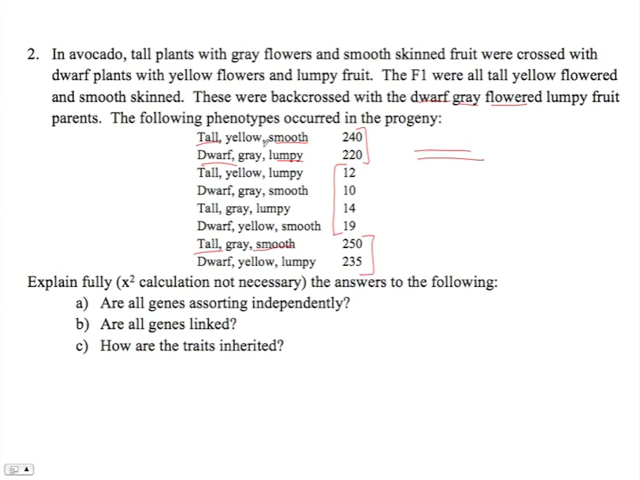 2. In avocado, tall plants with gray flowers and smooth skinned fruit were crossed with
dwarf plants with yellow flowers and lumpy fruit. The F1 were all tall yellow flowered
and smooth skinned. These were backcrossed with the dwarf gray flowered lumpy fruit
parents. The following phenotypes occurred in the progeny:
Tall, yellow, smooth 240
Dwarf, gray, lumpy 220
Tall, yellow, lumpy 12
Dwarf, gray, smooth 10
Tall, gray, lumpy 14
Dwarf, yellow, smooth 19
Tall, gray, smooth 250
Dwarf, yellow, lumpy 235
Explain fully (x² calculation not necessary) the answers to the following:
a) Are all genes assorting independently?
b) Are all genes linked?
c) How are the traits inherited?